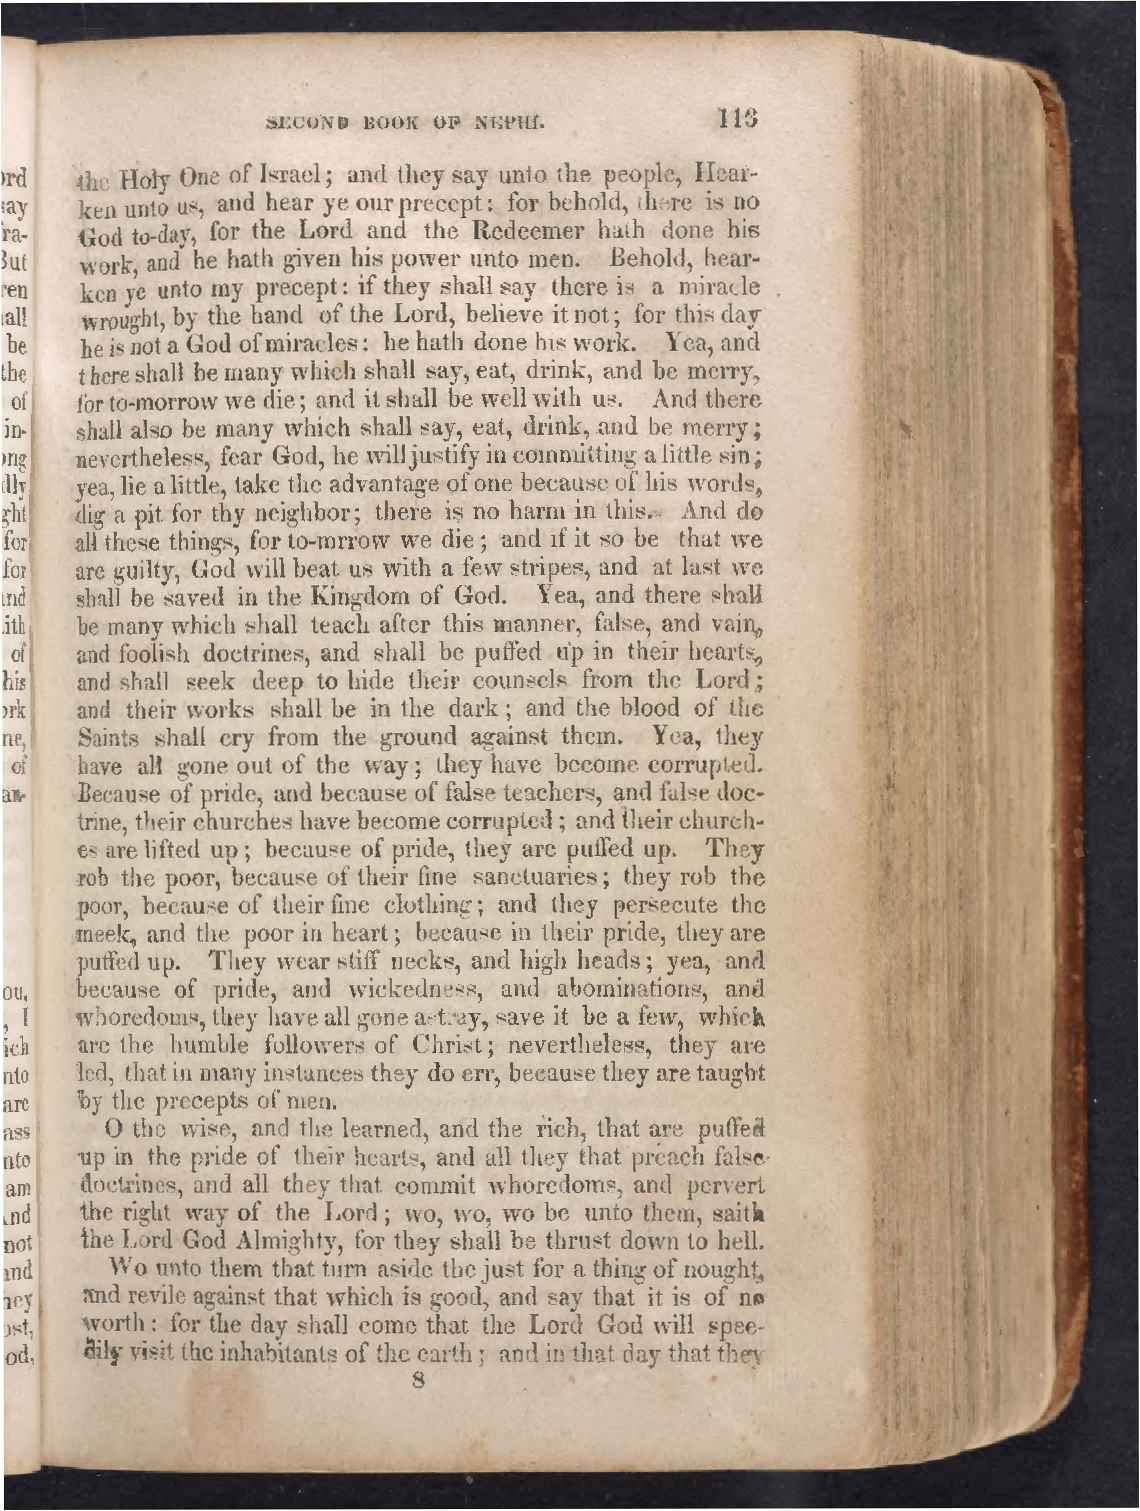 SECOND BOOK OF NEPHI. 113
the Holy One of Israel; and they say unto the people, Hear-
ken unto us, and hear ye our precept: for behold, there is no
God to-day, for the Lord and the Redeemer hath done his
work, and he hath given his power unto men. Behold, hear-
ken ye unto my precept: if they shall say there is a miracle
wrought, by the hand of the Lord, believe it not; for this day
he is not a God of miracles: he hath done his work. Yea, and
there shall be many which shall say, eat, drink, and be merry,
for to-morrow we die; and it shall be well with us. And there
shall also be many which shall say, eat, drink, and be merry;
nevertheless, fear God, he will justify in committing a little sin;
yea, lie a little, take the advantage of one because of his words,
dig a pit for thy neighbor; there is no harm in this. And do
all these things, for to-mrrow we die; and if it so be that we
are guilty, God will beat us with a few stripes, and at last we
shall be saved in the Kingdom of God. Yea, and there shall
be many which shall teach after this manner, false, and vain,
and foolish doctrines, and shall be puffed up in their hearts,
and shall seek deep to hide their counsels from the Lord;
and their works shall be in the dark; and the blood of the
Saints shall cry from the ground against them. Yea, they
have all gone out of the way; they have become corrupted.
Because of pride, and because of false teachers, and false doc-
trine, their churches have become corrupted; and their church-
es are lifted up; because of pride, they are puffed up. They
rob the poor, because of their fine sanctuaries; they rob the
poor, because of their fine clothing; and they persecute the
meek, and the poor in heart; because in their pride, they are
puffed up. They wear stiff necks, and high heads; yea, and
because of pride, and wickedness, and abominations, and
whoredoms, they have all gone astray, save it be a few, which
are the humble followers of Christ; nevertheless, they are
led, that in many instances they do err, because they are taught
by the precepts of men.
O the wise, and the learned, and the rich, that are puffed
up in the pride of their hearts, and all they that preach false
doctrines, and all they that commit whoredoms, and pervert
the right way of the Lord; wo, wo, wo be unto them, saith
the Lord God Almighty, for they shall be thrust down to hell.
Wo unto them that turn aside the just for a thing of nought,
and revile against that which is good, and say that it is of no
worth: for the day shall come that the Lord God will spee-
dily visit the inhabitants of the earth; and in that day that they
8